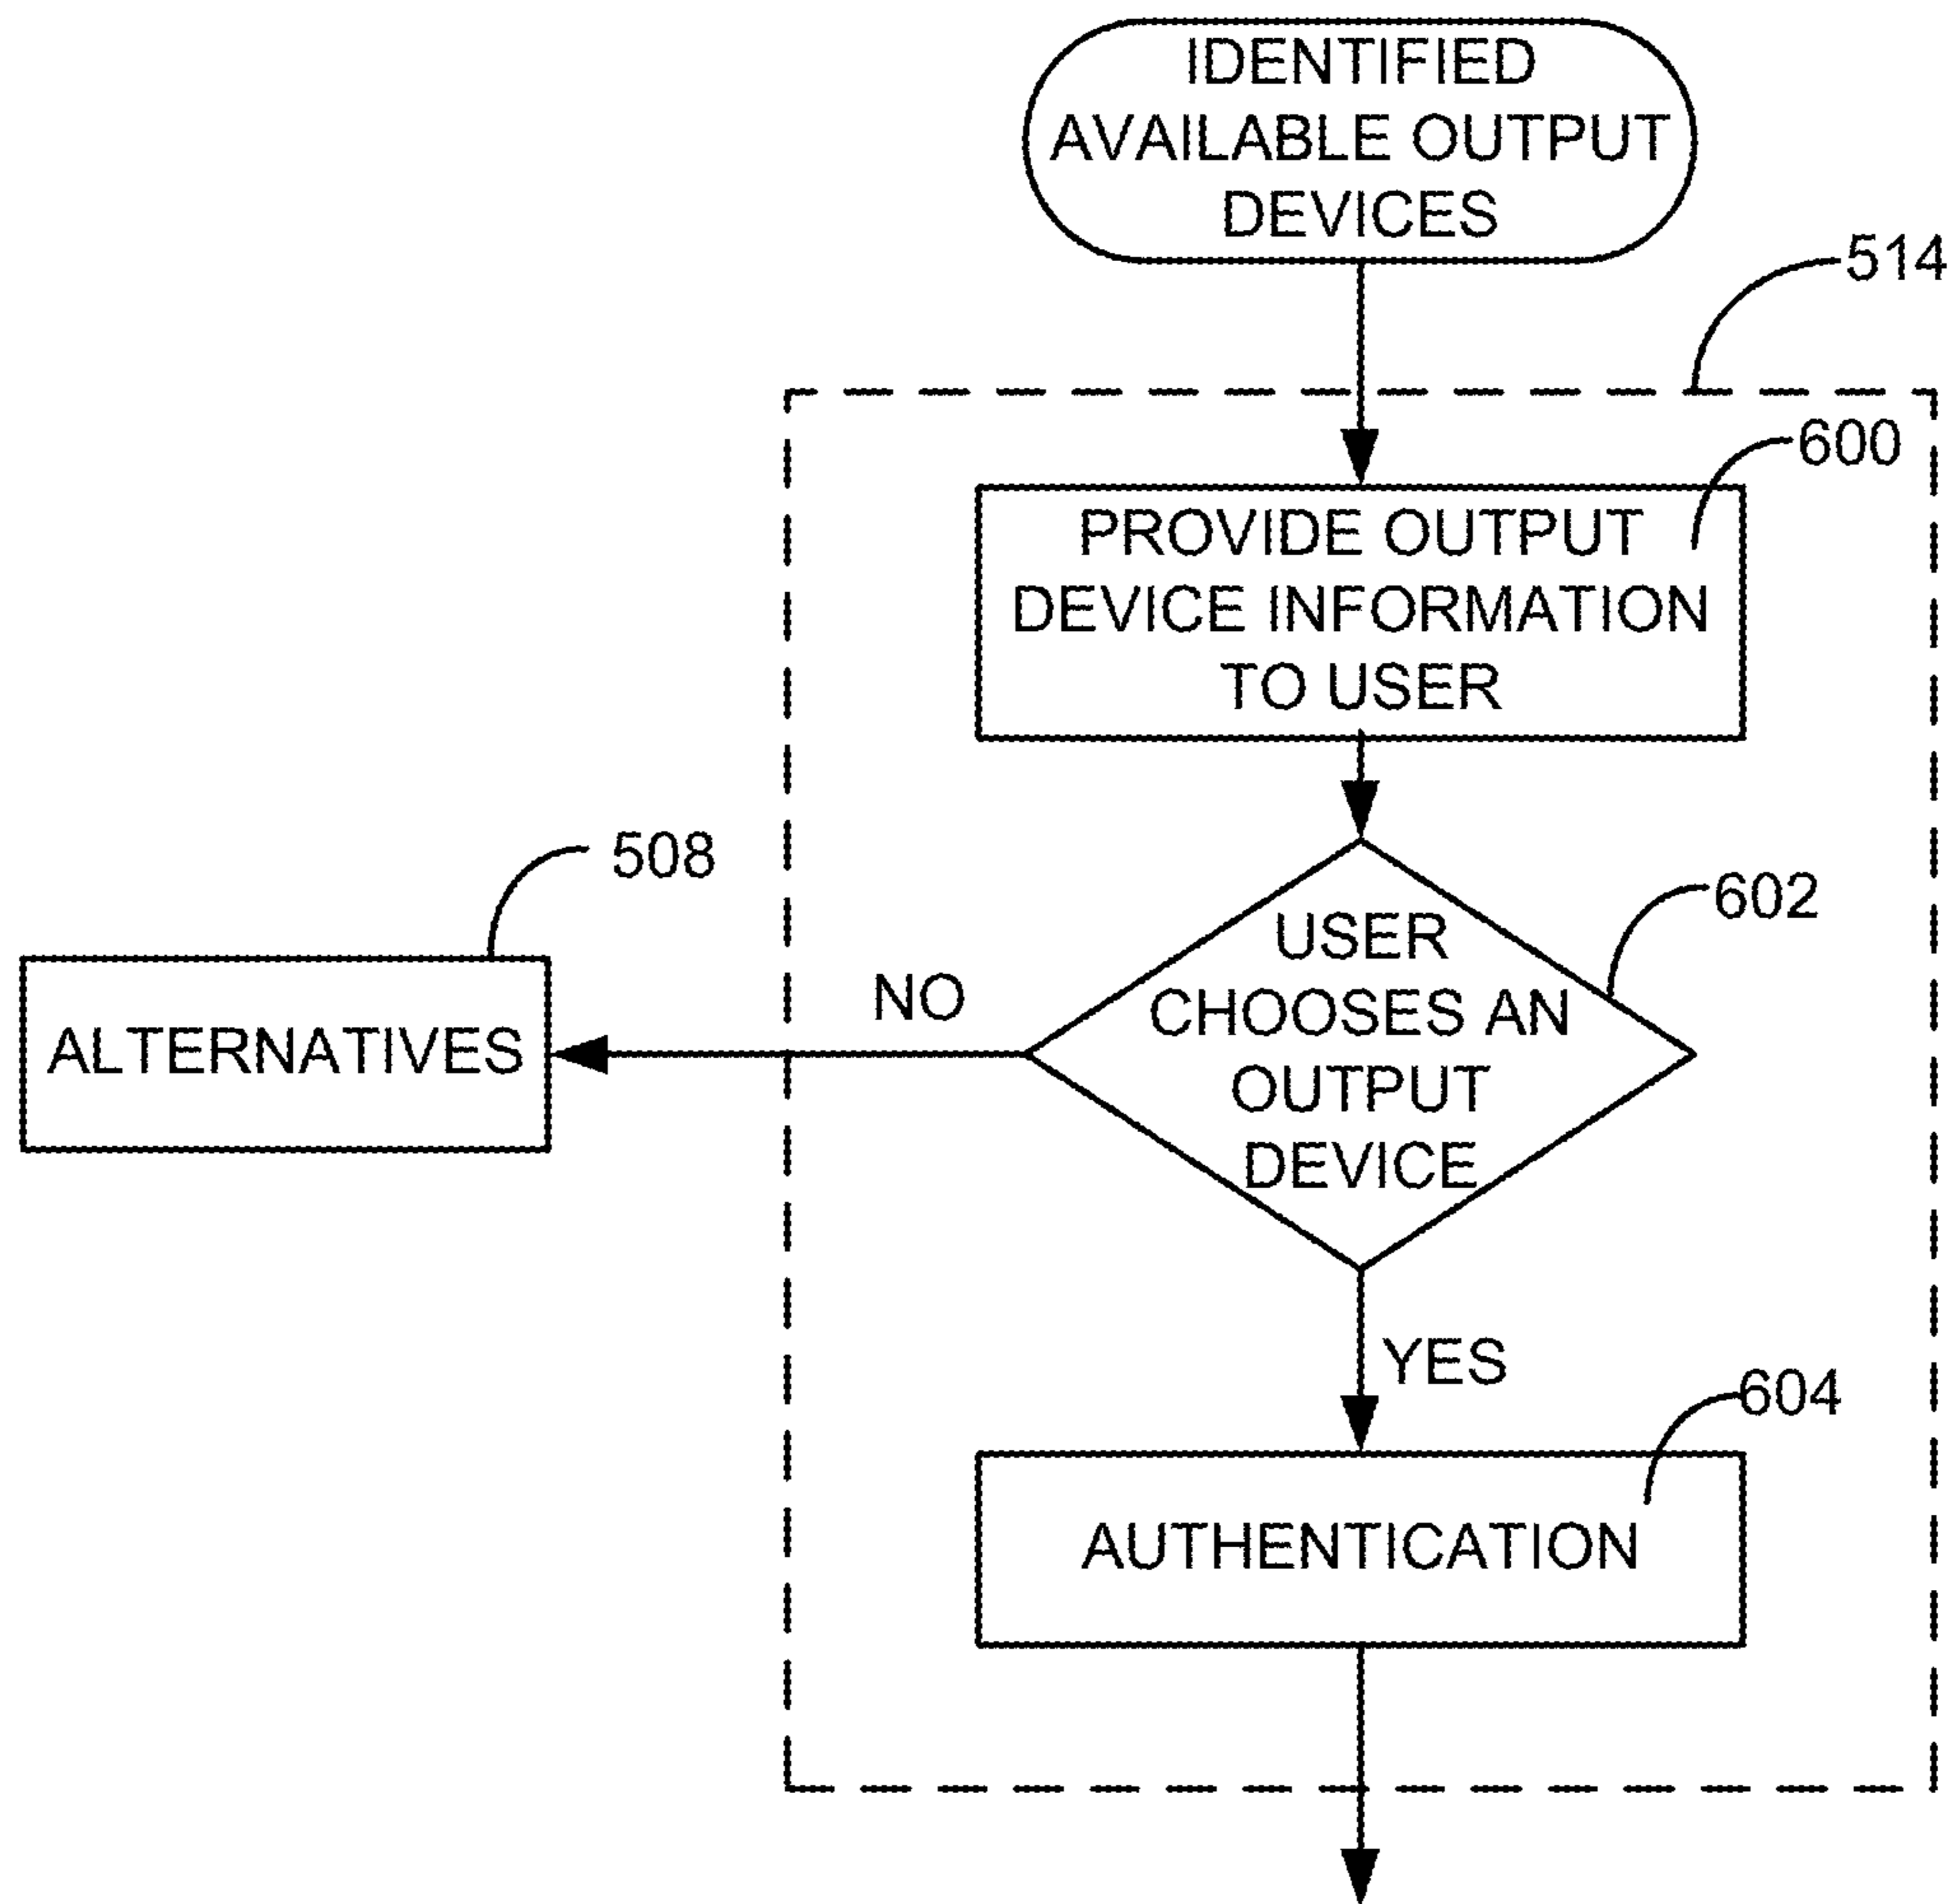 IDENTIFIED
AVAILABLE OUTPUT
DEVICES
514
600
PROVIDE OUTPUT
DEVICE INFORMATION
TO USER
508
602
USER
CHOOSES AN
OUTPUT
DEVICE
NO
ALTERNATIVES
YES
604
AUTHENTICATION